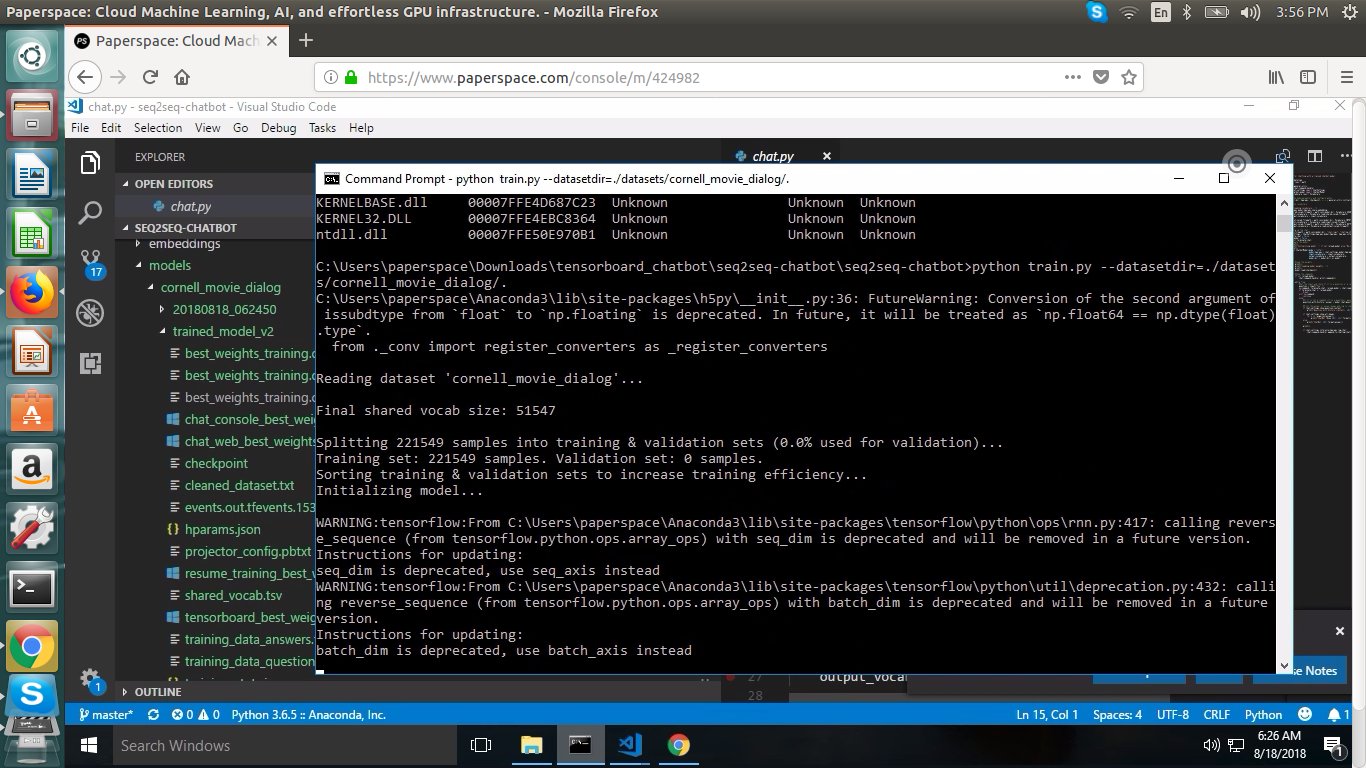 Paperspace: Cloud Machine Learning, AI, and effortless GPU infrastructure. - Mozilla Firefox
En
3:56 PM
Paperspace: Cloud Mach
https://www.paperspace.com/console/m/424982
chat.py - seq2seq-chatbot - Visual Studio Code
File Edit Selection View Go Debug Tasks Help
EXPLORER
OPEN EDITORS
chat.py
SEQ2SEQ-CHATBOT
embeddings
models
cornell_movie_dialog
20180818_062450
trained_model_v2
best_weights_training.c
best_weights_training.c
best_weights_training.c
chat_console_best_wei
chat_web_best_weights
checkpoint
cleaned_dataset.txt
events.out.tfevents.153
hparams.json
projector_config.pbtxt
resume_training_best_
shared_vocab.tsv
tensorboard_best_weig
training_data_answers.
training_data_question
OUTLINE
17
1
chat.py
Command Prompt - python train.py --datasetdir=./datasets/cornell_movie_dialog/.
KERNELBASE.dll 00007FFE4D687C23 Unknown Unknown Unknown
KERNEL32.DLL 00007FFE4EBC8364 Unknown Unknown Unknown
ntdll.dll 00007FFE50E970B1 Unknown Unknown Unknown
C:\Users\paperspace\Downloads\tensorboard_chatbot\seq2seq-chatbot\seq2seq-chatbot>python train.py --datasetdir=./dataset
s/cornell_movie_dialog/.
C:\Users\paperspace\Anaconda3\lib\site-packages\h5py\__init__.py:36: FutureWarning: Conversion of the second argument of
issubdtype from `float` to `np.floating` is deprecated. In future, it will be treated as `np.float64 == np.dtype(float)
.type`.
from ._conv import register_converters as _register_converters
Reading dataset 'cornell_movie_dialog'...
Final shared vocab size: 51547
Splitting 221549 samples into training & validation sets (0.0% used for validation)...
Training set: 221549 samples. Validation set: 0 samples.
Sorting training & validation sets to increase training efficiency...
Initializing model...
WARNING:tensorflow:From C:\Users\paperspace\Anaconda3\lib\site-packages\tensorflow\python\ops\rnn.py:417: calling revers
e_sequence (from tensorflow.python.ops.array_ops) with seq_dim is deprecated and will be removed in a future version.
Instructions for updating:
seq_dim is deprecated, use seq_axis instead
WARNING:tensorflow:From C:\Users\paperspace\Anaconda3\lib\site-packages\tensorflow\python\util\deprecation.py:432: calli
ng reverse_sequence (from tensorflow.python.ops.array_ops) with batch_dim is deprecated and will be removed in a future
version.
Instructions for updating:
batch_dim is deprecated, use batch_axis instead
27 output_voca
28
se Notes
master* 0 0 Python 3.6.5 :: Anaconda, Inc. Ln 15, Col 1 Spaces: 4 UTF-8 CRLF Python 1
Search Windows
6:26 AM
8/18/2018
1